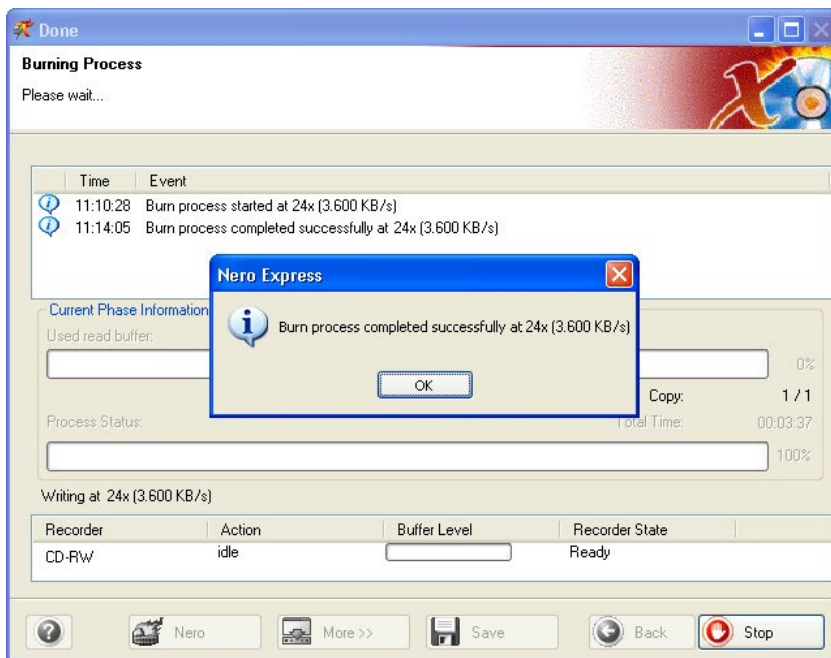 Done
Burning Process
Please wait...
Time Event
11:10:28 Burn process started at 24x (3.600 KB/s)
11:14:05 Burn process completed successfully at 24x (3.600 KB/s)
Nero Express
Burn process completed successfully at 24x (3.600 KB/s)
OK
Current Phase Information
Used read buffer:
0%
Copy: 1 / 1
Process Status:
Total Time: 00:03:37
100%
Writing at 24x (3.600 KB/s)
Recorder Action Buffer Level Recorder State
CD-RW idle Ready
Nero More >> Save Back Stop